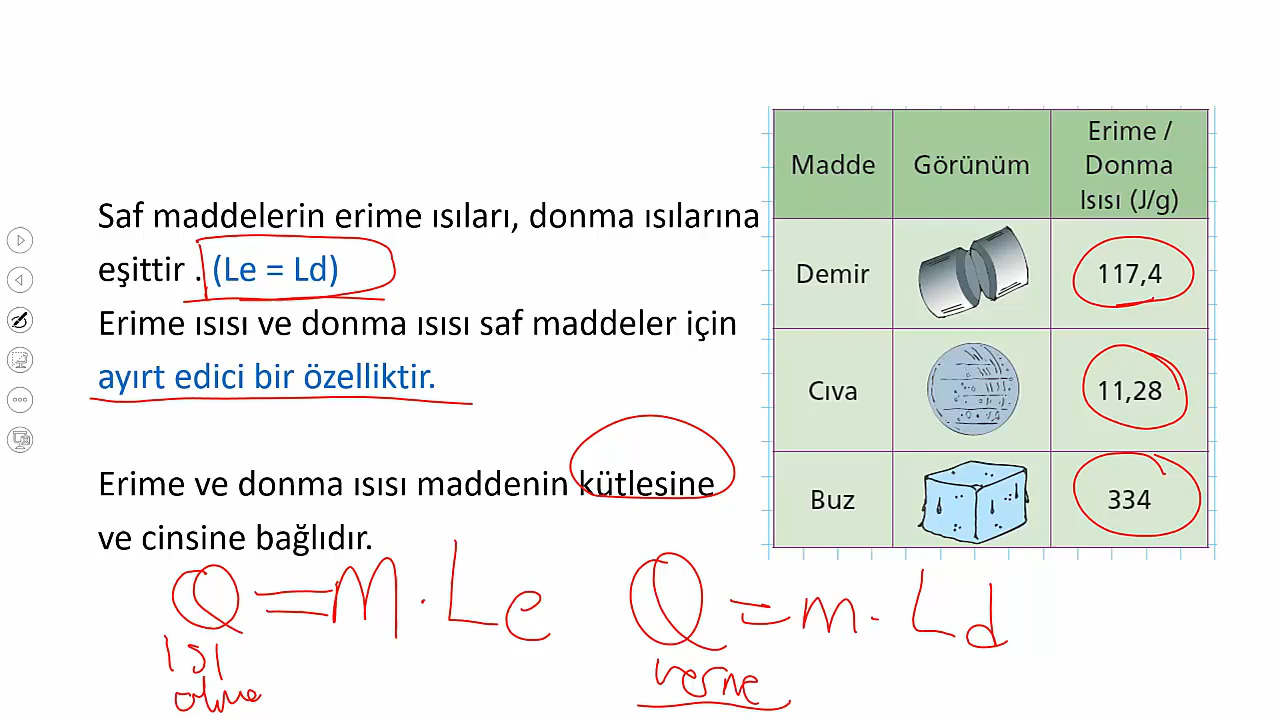 Saf maddelerin erime ısıları, donma ısılarına
eşittir . (Le = Ld)
Erime ısısı ve donma ısısı saf maddeler için
ayırt edici bir özelliktir.
Erime ve donma ısısı maddenin kütlesine
ve cinsine bağlıdır.
Madde Görünüm Erime /
Donma
Isısı (J/g)
Demir 117,4
Cıva 11,28
Buz 334
Q = m . Le
ısı
alma
Q = m . Ld
verme